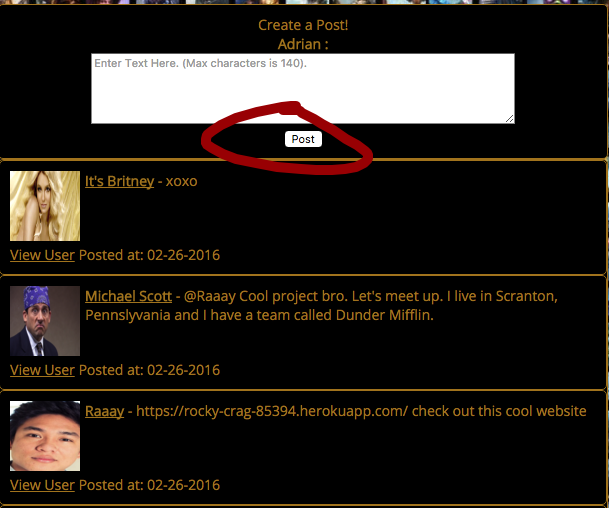 Create a Post!
Adrian :
Enter Text Here. (Max characters is 140).
Post
It's Britney - xoxo
View User Posted at: 02-26-2016
Michael Scott - @Raaay Cool project bro. Let's meet up. I live in Scranton,
Pennslyvania and I have a team called Dunder Mifflin.
View User Posted at: 02-26-2016
Raaay - https://rocky-crag-85394.herokuapp.com/ check out this cool website
View User Posted at: 02-26-2016